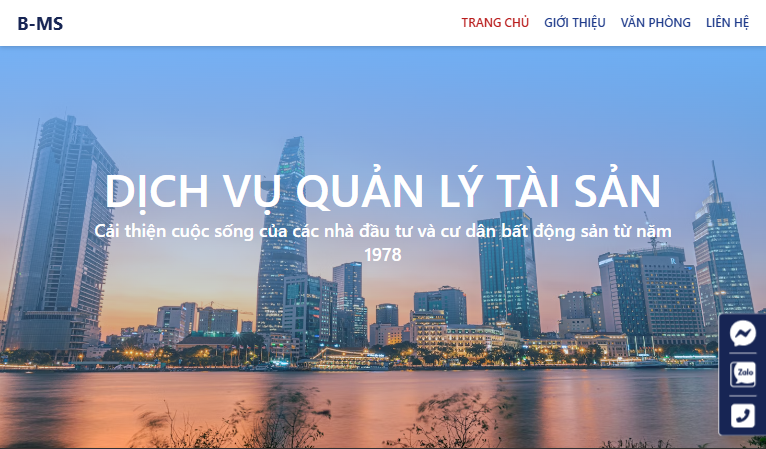 B-MS
TRANG CHỦ GIỚI THIỆU VĂN PHÒNG LIÊN HỆ
DỊCH VỤ QUẢN LÝ TÀI SẢN
Cải thiện cuộc sống của các nhà đầu tư và cư dân bất động sản từ năm
1978
Zalo